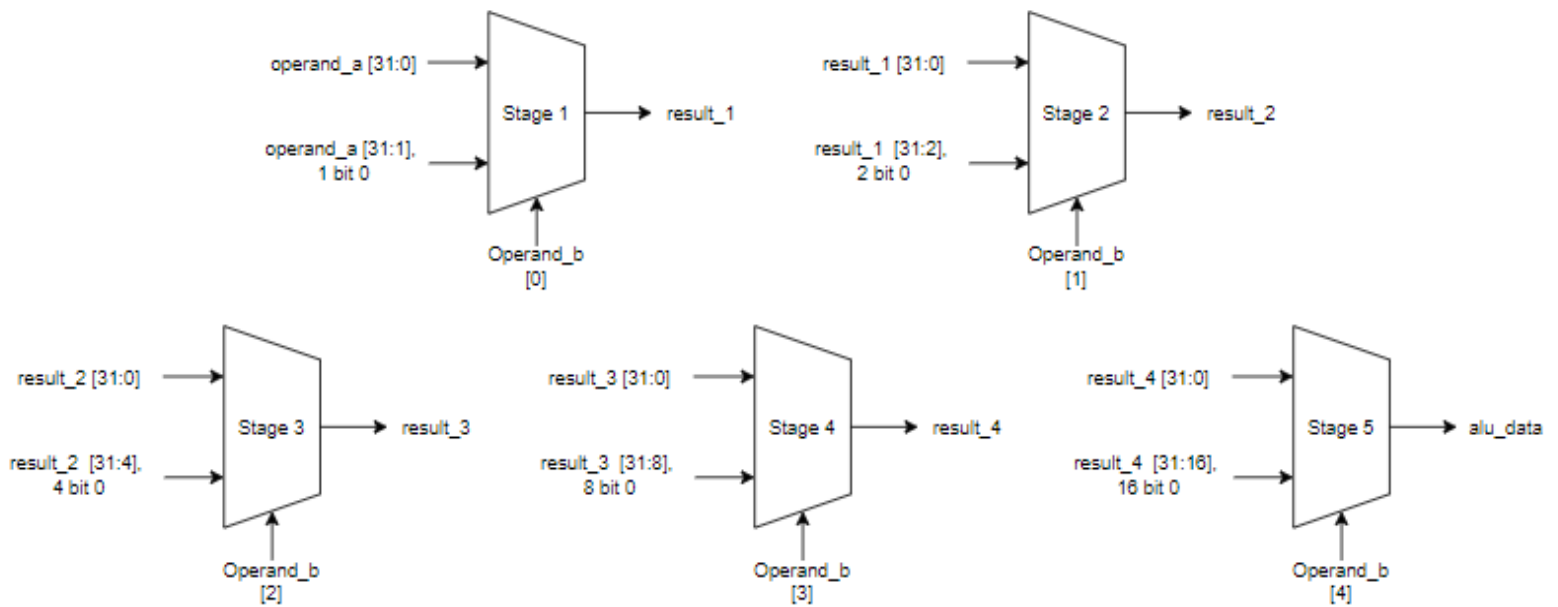 operand_a [31:0]
Stage 1
result_1
operand_a [31:1],
1 bit 0
Operand_b
[0]
result_1 [31:0]
Stage 2
result_2
result_1 [31:2],
2 bit 0
Operand_b
[1]
result_2 [31:0]
Stage 3
result_3
result_2 [31:4],
4 bit 0
Operand_b
[2]
result_3 [31:0]
Stage 4
result_4
result_3 [31:8],
8 bit 0
Operand_b
[3]
result_4 [31:0]
Stage 5
alu_data
result_4 [31:16],
16 bit 0
Operand_b
[4]